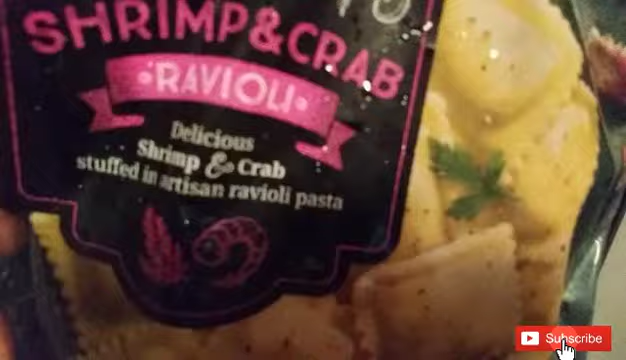 SHRIMP&CRAB
·RAVIOLI·
Delicious
Shrimp & Crab
stuffed in artisan ravioli pasta
Subscribe